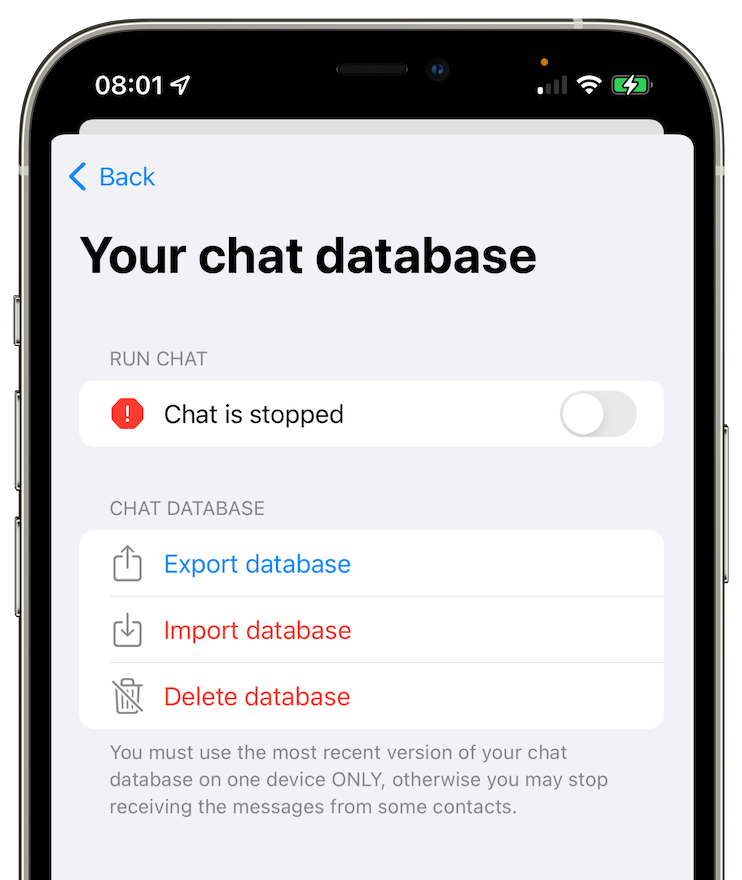 08:01
Back
Your chat database
RUN CHAT
Chat is stopped
CHAT DATABASE
Export database
Import database
Delete database
You must use the most recent version of your chat
database on one device ONLY, otherwise you may stop
receiving the messages from some contacts.